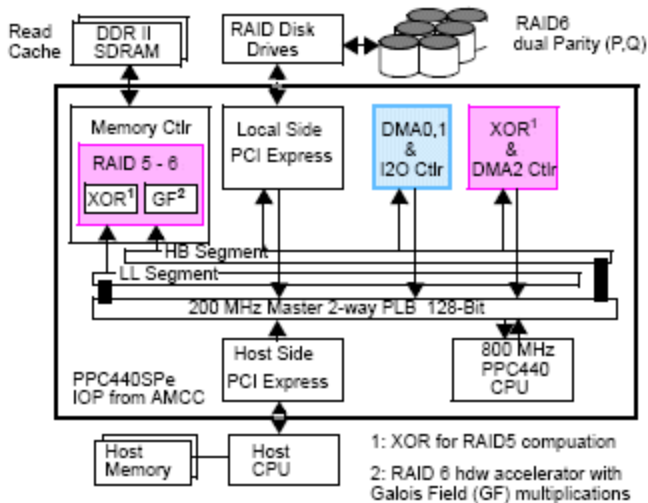 Read
Cache
DDR II
SDRAM
RAID Disk
Drives
RAID6
dual Parity (P,Q)
Memory Ctlr
RAID 5 - 6
XOR¹
GF²
Local Side
PCI Express
DMA0,1
&
I2O Ctlr
XOR¹
&
DMA2 Ctlr
HB Segment
LL Segment
200 MHz Master 2-way PLB 128-Bit
Host Side
PCI Express
800 MHz
PPC440
CPU
PPC440SPe
IOP from AMCC
Host
Memory
Host
CPU
1: XOR for RAID5 compuation
2: RAID 6 hdw accelerator with
Galois Field (GF) multiplications